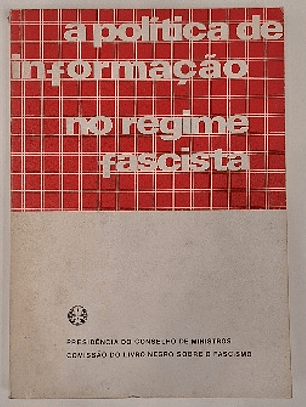 a política de
informação
no regime
fascista
PRESIDÊNCIA DO CONSELHO DE MINISTROS
COMISSÃO DO LIVRO NEGRO SOBRE O FASCISMO